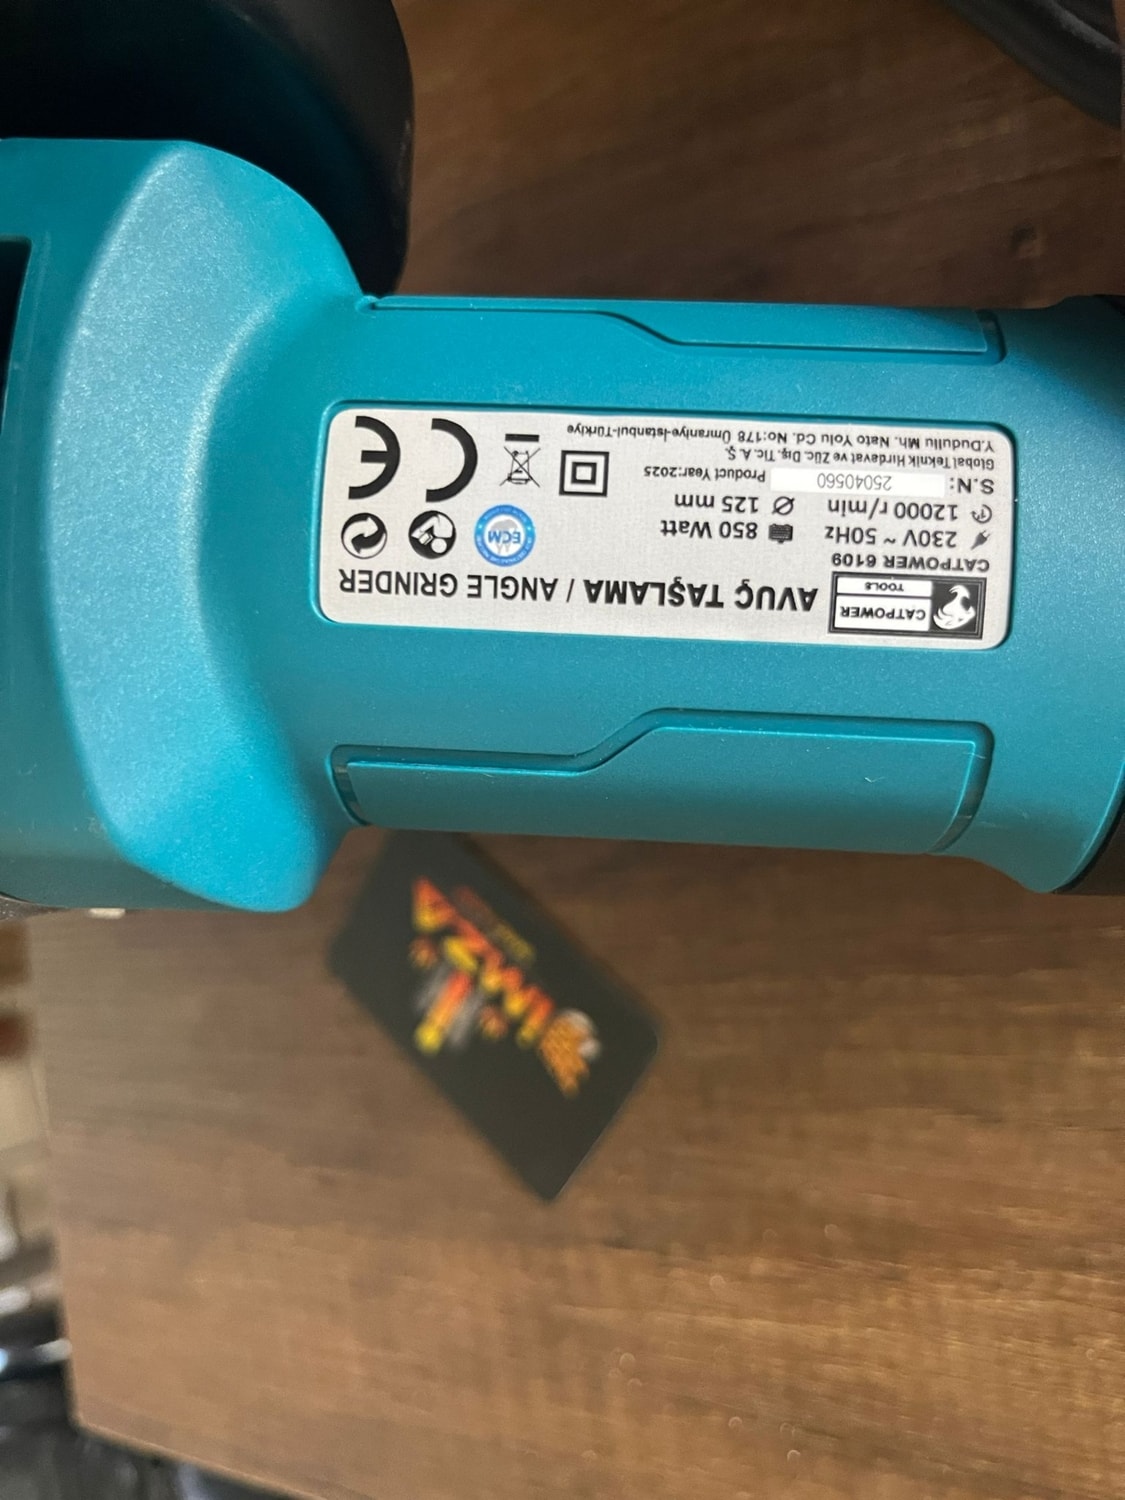 CATPOWER
TOOLS
AVUÇ TAŞLAMA / ANGLE GRINDER
CATPOWER 6109
230V ~ 50Hz
850 Watt
12000 r/min
125 mm
S.N: 25040560
Product Year:2025
Global Teknik Hırdavat ve Züc. Dış. Tic. A.Ş.
Y.Dudullu Mh. Nato Yolu Cd. No:178 Ümraniye-İstanbul-Türkiye
ECM
CE
İMZA